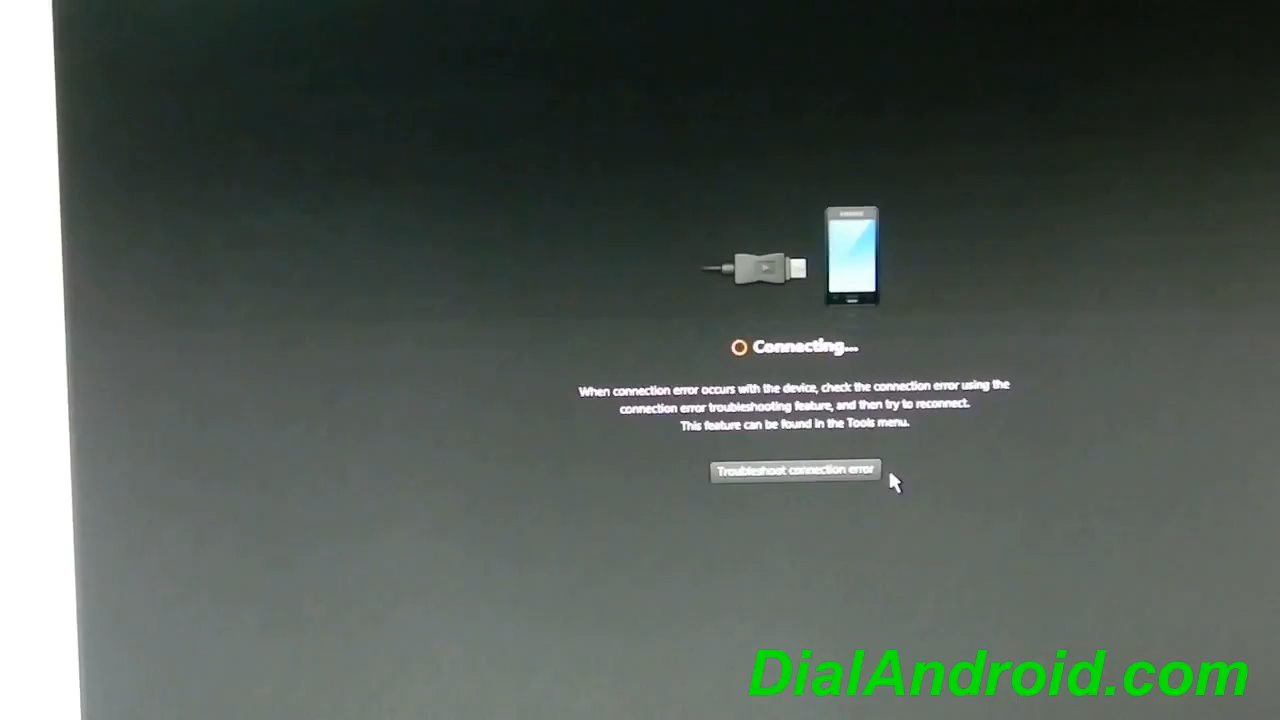 Connecting...
When connection error occurs with the device, check the connection error using the
connection error troubleshooting feature, and then try to reconnect.
This feature can be found in the Tools menu.
Troubleshoot connection error
DialAndroid.com